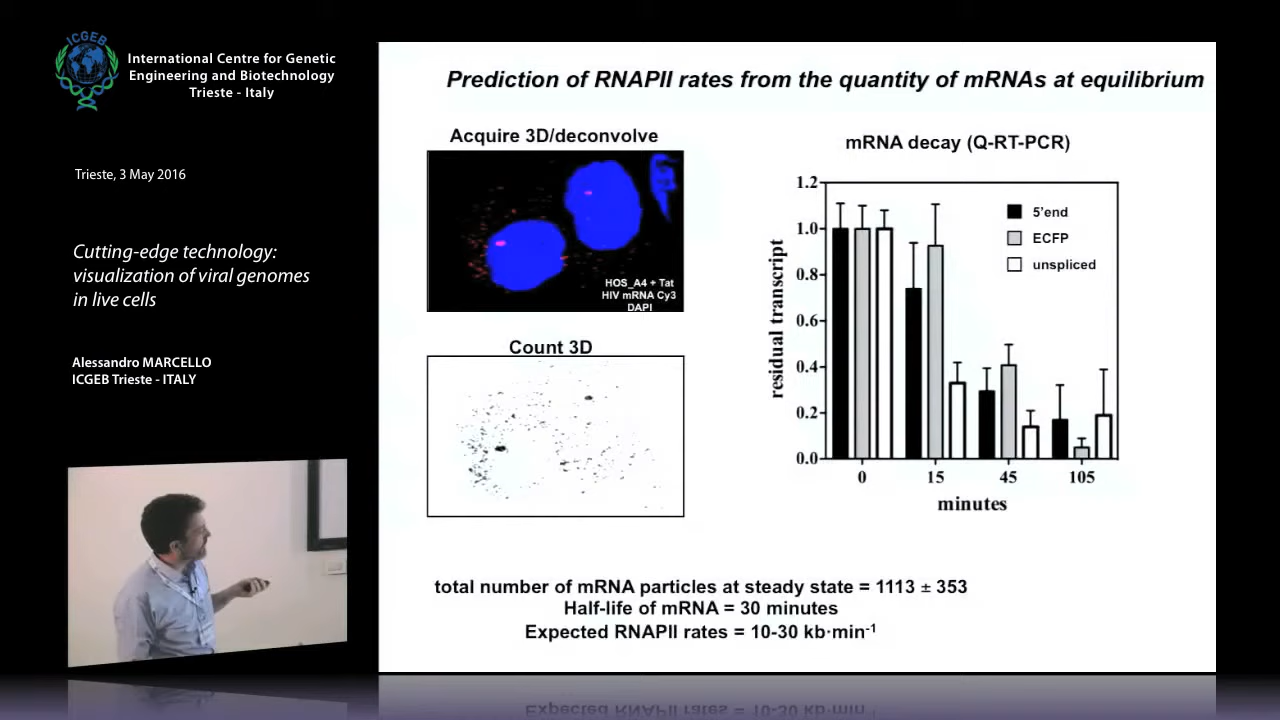 ICGEB
International Centre for Genetic
Engineering and Biotechnology
Trieste - Italy
Trieste, 3 May 2016
Cutting-edge technology:
visualization of viral genomes
in live cells
Alessandro MARCELLO
ICGEB Trieste - ITALY
Prediction of RNAPII rates from the quantity of mRNAs at equilibrium
Acquire 3D/deconvolve
HOS_A4 + Tat
HIV mRNA Cy3
DAPI
Count 3D
mRNA decay (Q-RT-PCR)
1.2
1.0
0.8
0.6
0.4
0.2
0.0
residual transcript
5'end
ECFP
unspliced
0 15 45 105
minutes
total number of mRNA particles at steady state = 1113 ± 353
Half-life of mRNA = 30 minutes
Expected RNAPII rates = 10-30 kb·min⁻¹